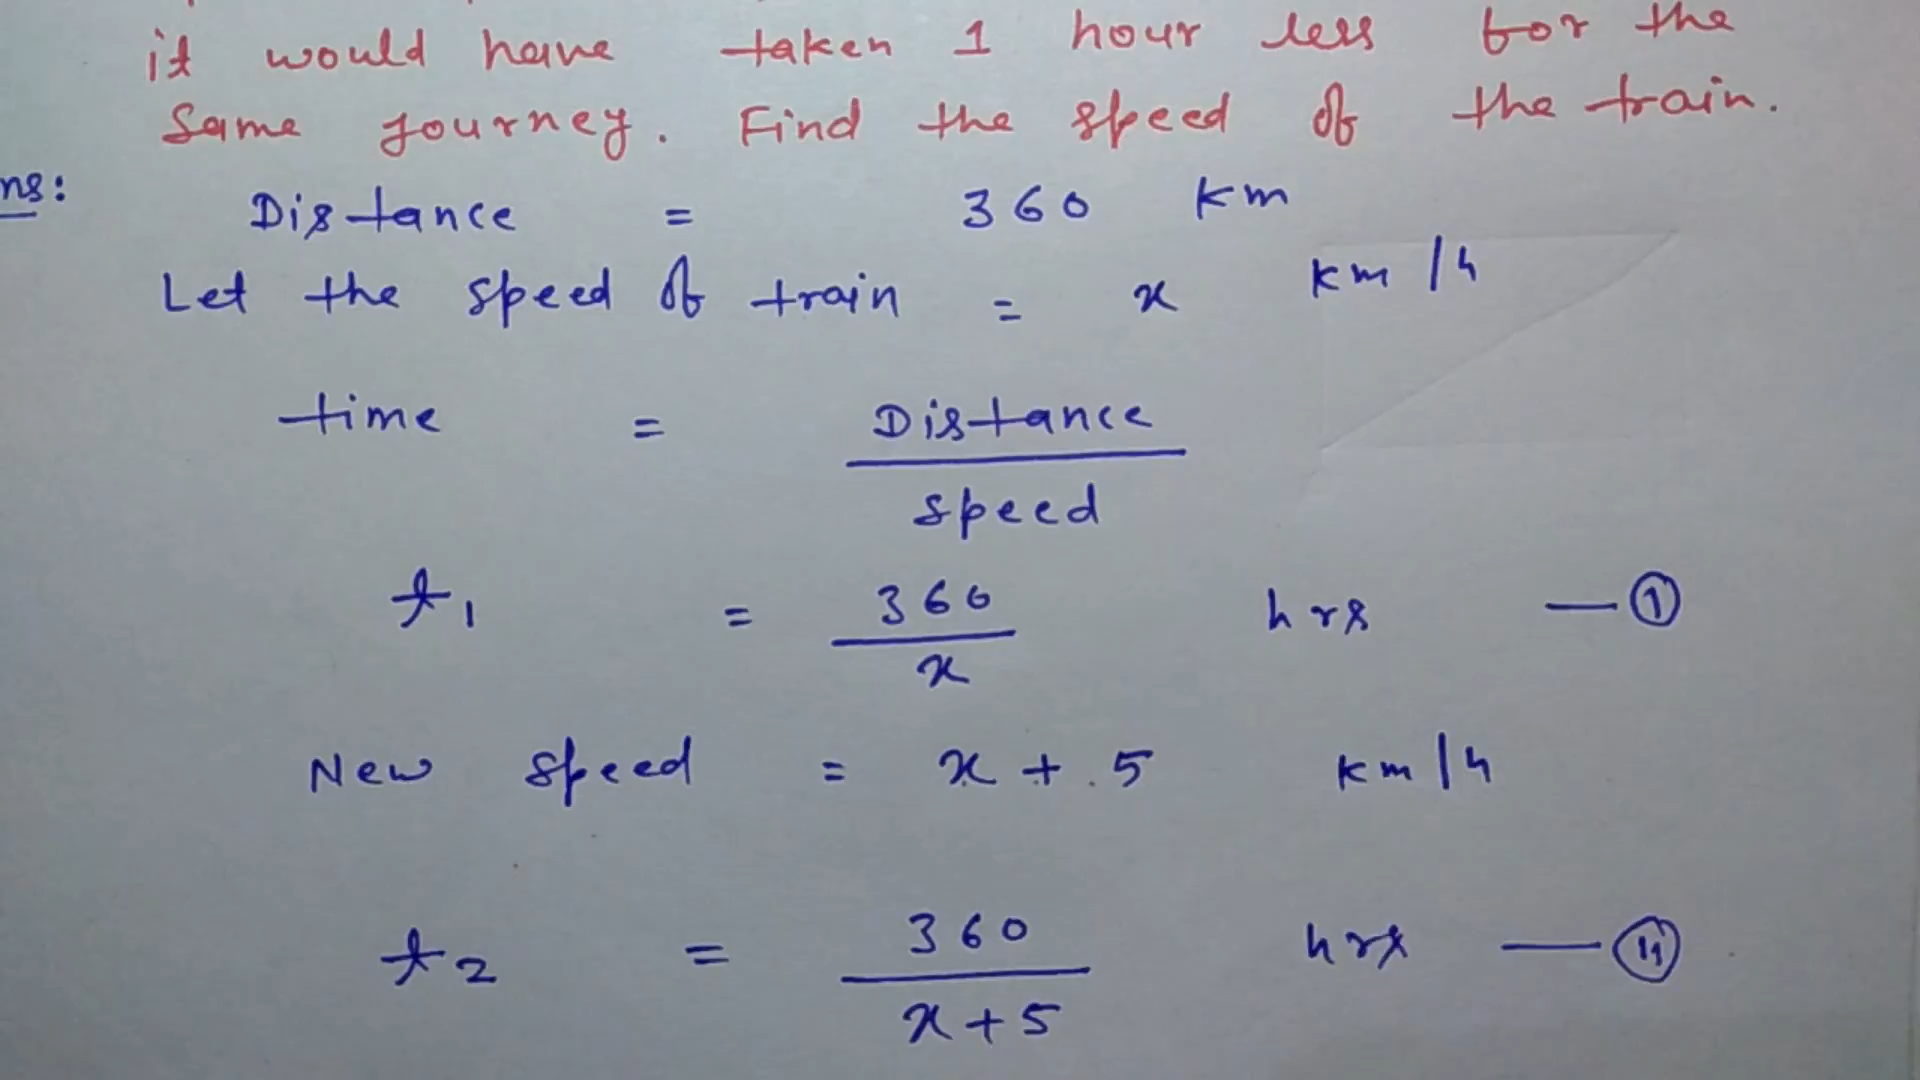 it would have taken 1 hour less for the
same journey. Find the speed of the train.
ns:
Distance = 360 km
Let the speed of train = x km/h
time = Distance
speed
t1 = 360 hrs —①
x
New speed = x + 5 km/h
t2 = 360 hrs —(ii)
x+5